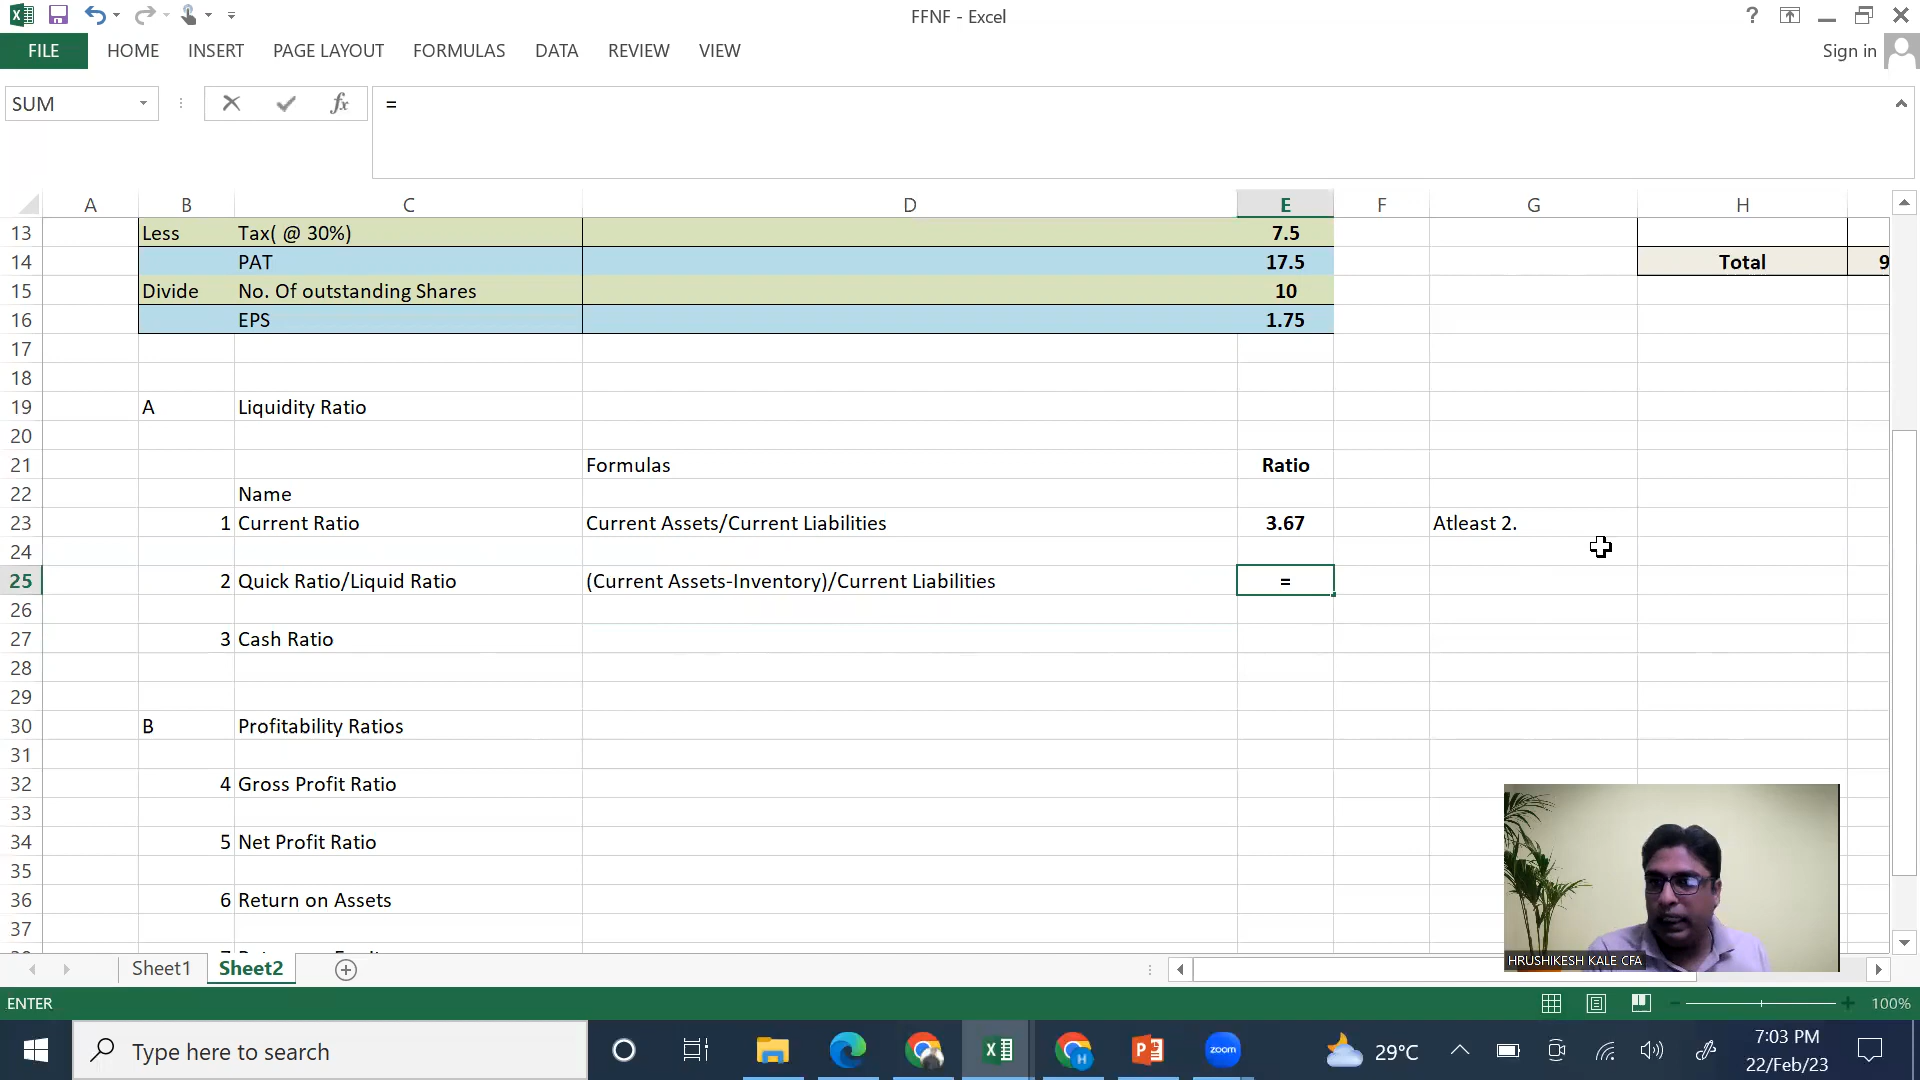 FFNF - Excel
?
FILE HOME INSERT PAGE LAYOUT FORMULAS DATA REVIEW VIEW Sign in
SUM fx =
A B C D E F G H
13 Less Tax( @ 30%) 7.5
14 PAT 17.5 Total 9
15 Divide No. Of outstanding Shares 10
16 EPS 1.75
17
18
19 A Liquidity Ratio
20
21 Formulas Ratio
22 Name
23 1 Current Ratio Current Assets/Current Liabilities 3.67 Atleast 2.
24
25 2 Quick Ratio/Liquid Ratio (Current Assets-Inventory)/Current Liabilities =
26
27 3 Cash Ratio
28
29
30 B Profitability Ratios
31
32 4 Gross Profit Ratio
33
34 5 Net Profit Ratio
35
36 6 Return on Assets
37
HRUSHIKESH KALE CFA
Sheet1 Sheet2
ENTER 100%
Type here to search
zoom
29°C
7:03 PM
22/Feb/23